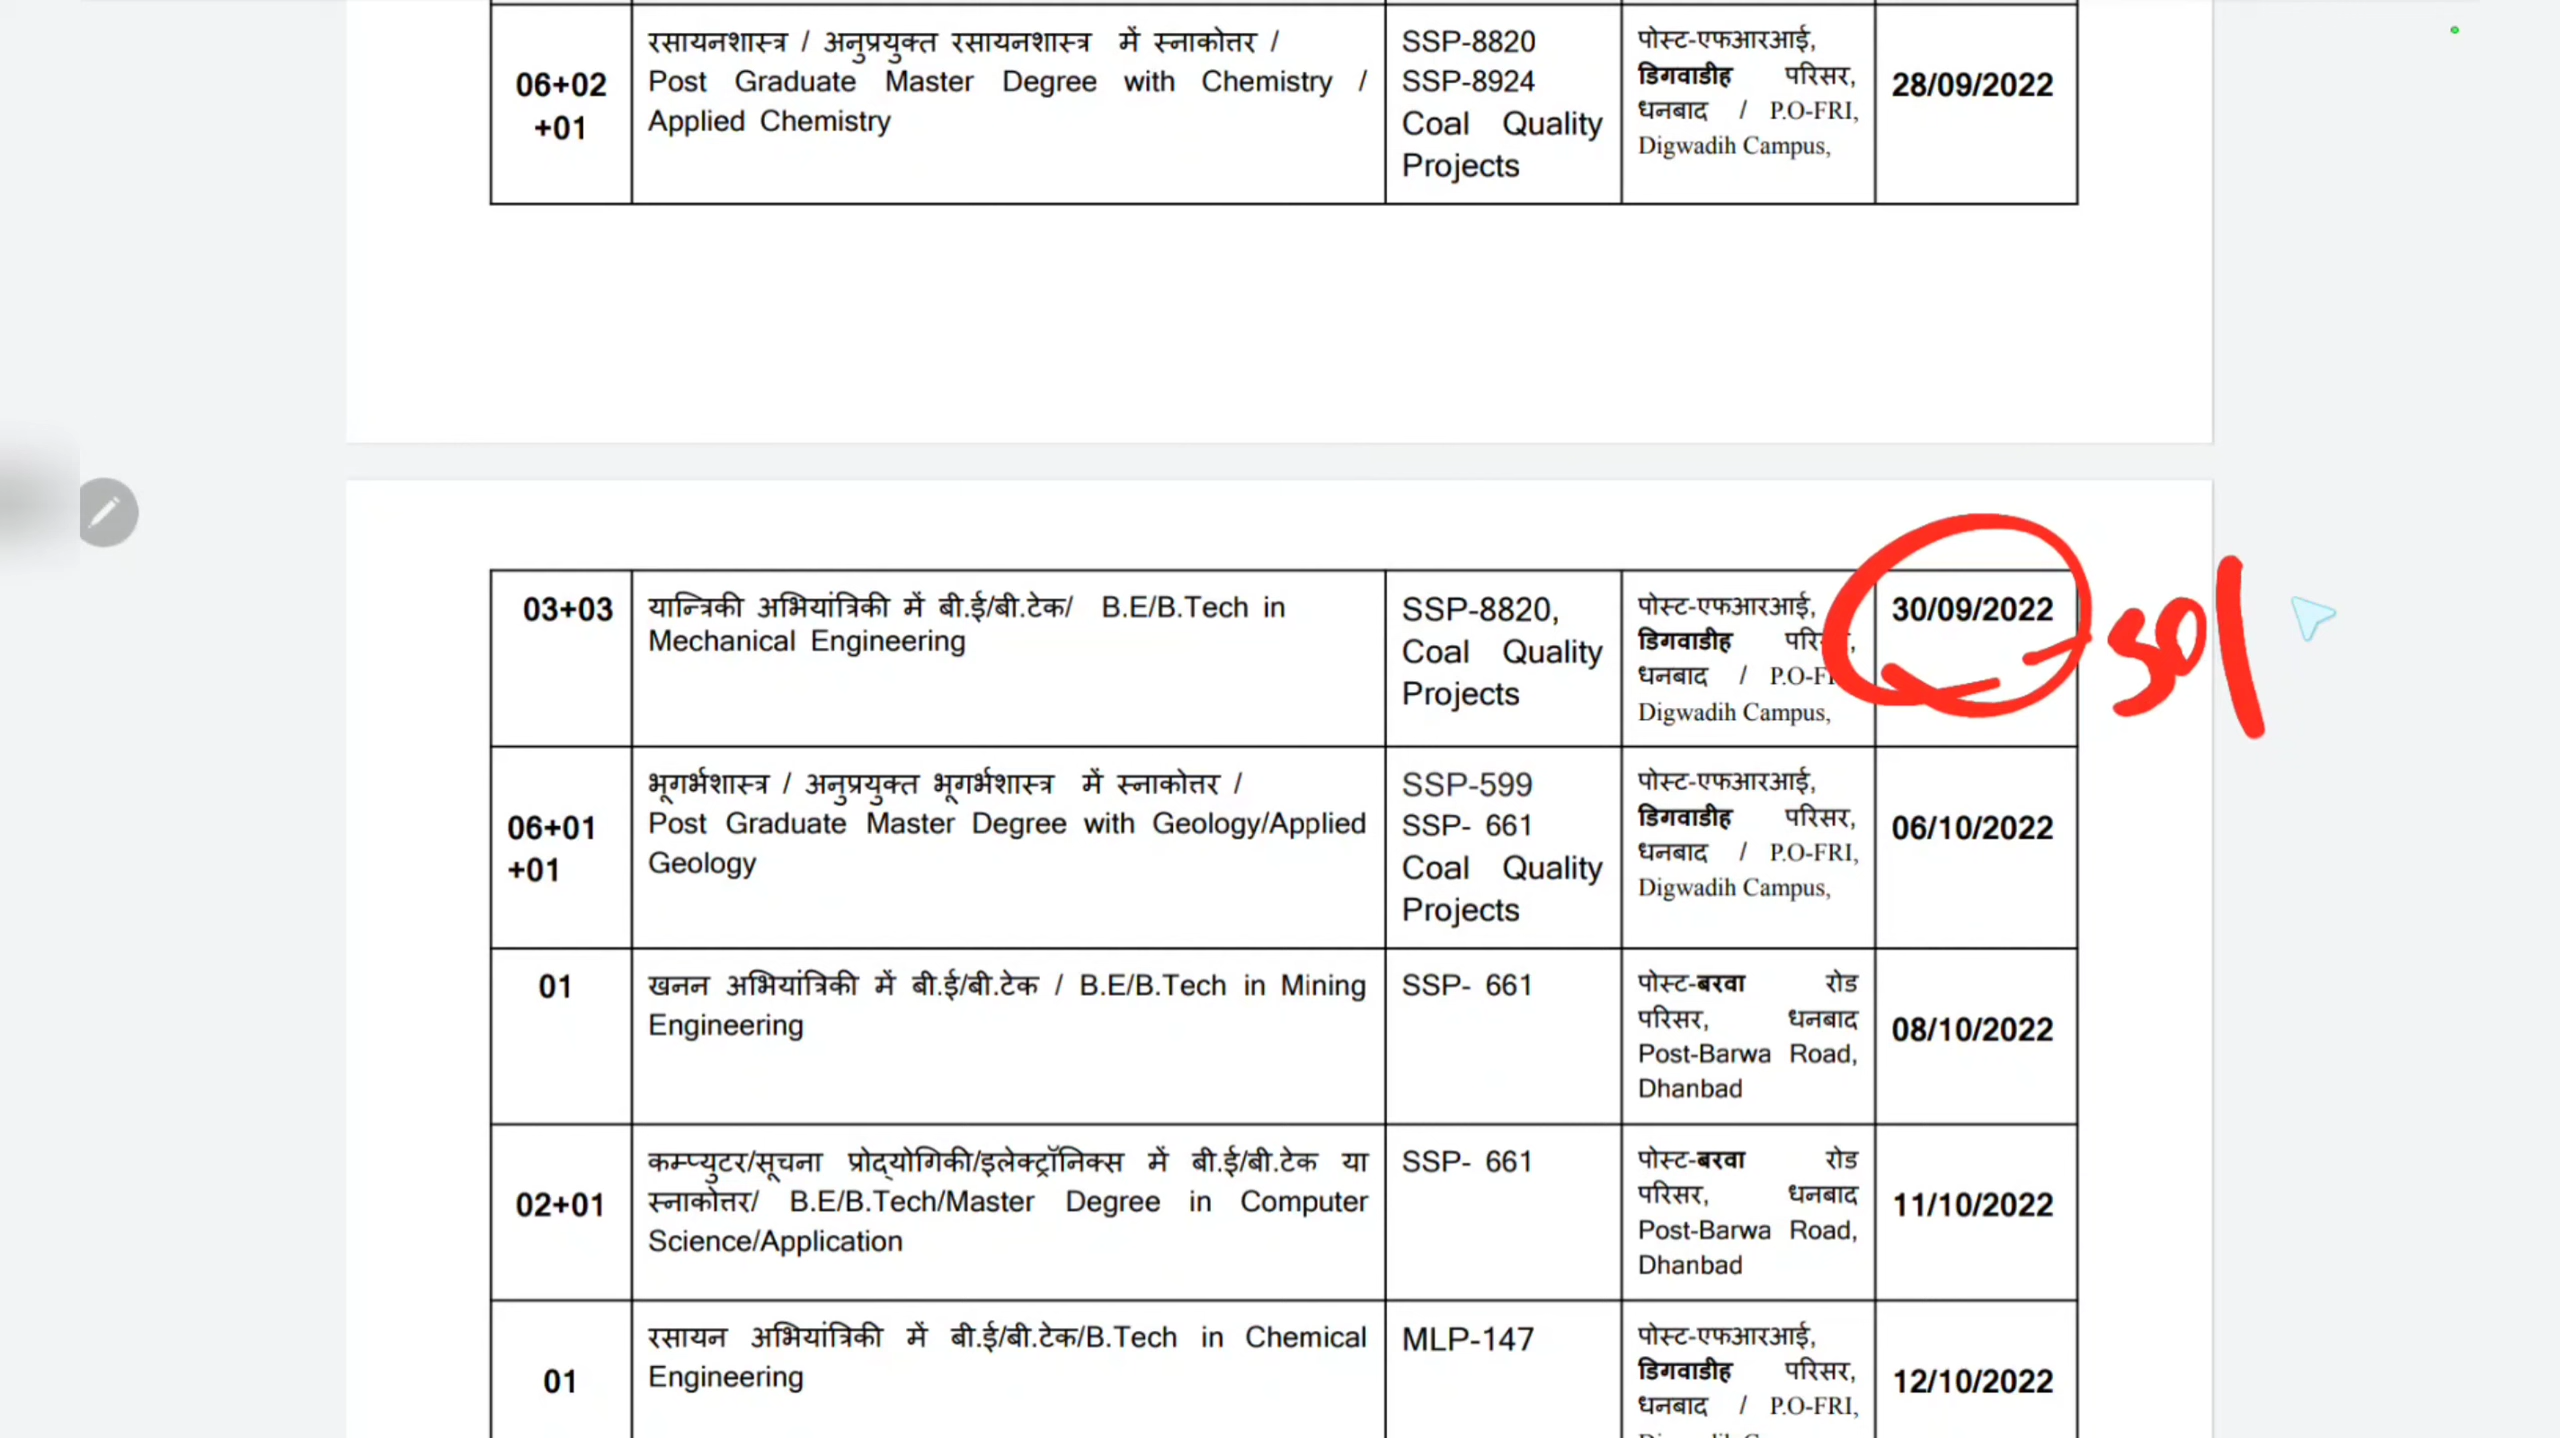 06+02
+01
रसायनशास्त्र / अनुप्रयुक्त रसायनशास्त्र में स्नाकोत्तर /
Post Graduate Master Degree with Chemistry /
Applied Chemistry
SSP-8820
SSP-8924
Coal Quality
Projects
पोस्ट-एफआरआई,
डिगवाडीह परिसर,
धनबाद / P.O-FRI,
Digwadih Campus,
28/09/2022
03+03
यान्त्रिकी अभियांत्रिकी में बी.ई/बी.टेक/ B.E/B.Tech in
Mechanical Engineering
SSP-8820,
Coal Quality
Projects
पोस्ट-एफआरआई,
डिगवाडीह
धनबाद /
Digwadih Campus,
30/09/2022
06+01
+01
भूगर्भशास्त्र / अनुप्रयुक्त भूगर्भशास्त्र में स्नाकोत्तर /
Post Graduate Master Degree with Geology/Applied
Geology
SSP-599
SSP- 661
Coal Quality
Projects
पोस्ट-एफआरआई,
डिगवाडीह परिसर,
धनबाद / P.O-FRI,
Digwadih Campus,
06/10/2022
01
खनन अभियांत्रिकी में बी.ई/बी.टेक / B.E/B.Tech in Mining
Engineering
SSP- 661
पोस्ट-बरवा रोड
परिसर, धनबाद
Post-Barwa Road,
Dhanbad
08/10/2022
02+01
कम्प्युटर/सूचना प्रोद्योगिकी/इलेक्ट्रॉनिक्स में बी.ई/बी.टेक या
स्नाकोत्तर/ B.E/B.Tech/Master Degree in Computer
Science/Application
SSP- 661
पोस्ट-बरवा रोड
परिसर, धनबाद
Post-Barwa Road,
Dhanbad
11/10/2022
01
रसायन अभियांत्रिकी में बी.ई/बी.टेक/B.Tech in Chemical
Engineering
MLP-147
पोस्ट-एफआरआई,
डिगवाडीह परिसर,
धनबाद / P.O-FRI,
12/10/2022